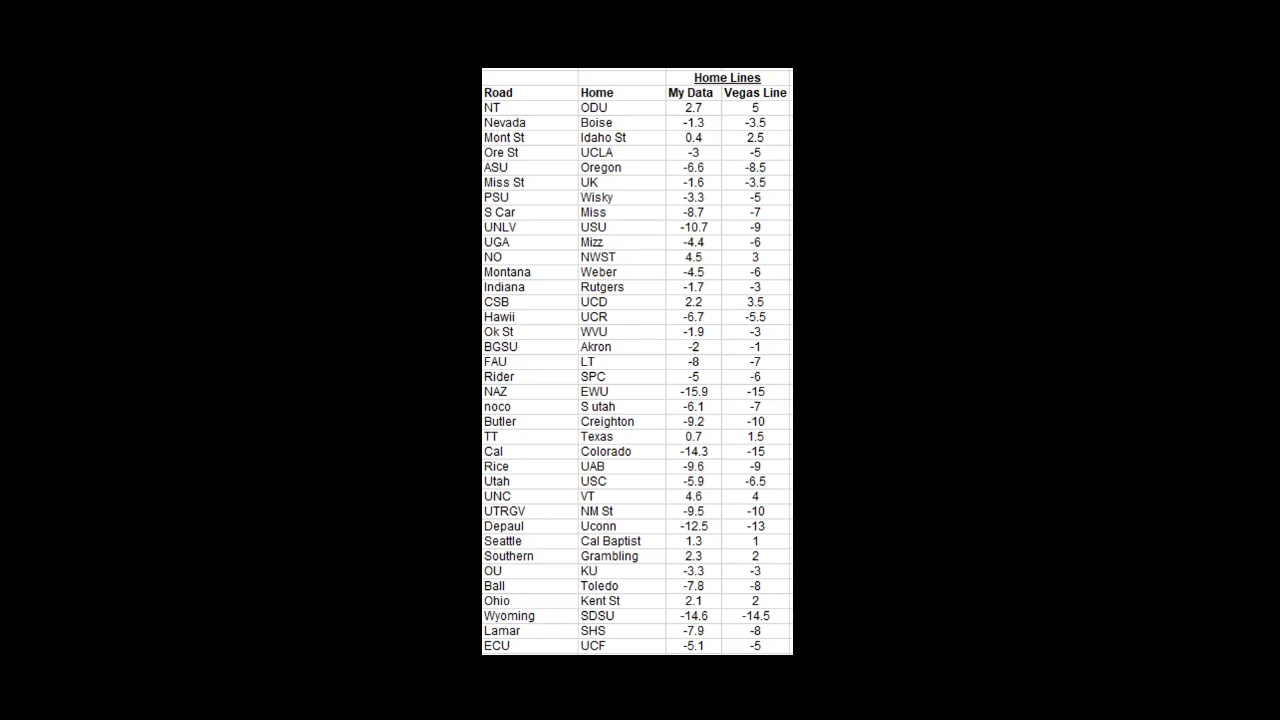 Home Lines
Road Home My Data Vegas Line
NT ODU 2.7 5
Nevada Boise -1.3 -3.5
Mont St Idaho St 0.4 2.5
Ore St UCLA -3 -5
ASU Oregon -6.6 -8.5
Miss St UK -1.6 -3.5
PSU Wisky -3.3 -5
S Car Miss -8.7 -7
UNLV USU -10.7 -9
UGA Mizz -4.4 -6
NO NWST 4.5 3
Montana Weber -4.5 -6
Indiana Rutgers -1.7 -3
CSB UCD 2.2 3.5
Hawii UCR -6.7 -5.5
Ok St WVU -1.9 -3
BGSU Akron -2 -1
FAU LT -8 -7
Rider SPC -5 -6
NAZ EWU -15.9 -15
noco S utah -6.1 -7
Butler Creighton -9.2 -10
TT Texas 0.7 1.5
Cal Colorado -14.3 -15
Rice UAB -9.6 -9
Utah USC -5.9 -6.5
UNC VT 4.6 4
UTRGV NM St -9.5 -10
Depaul Uconn -12.5 -13
Seattle Cal Baptist 1.3 1
Southern Grambling 2.3 2
OU KU -3.3 -3
Ball Toledo -7.8 -8
Ohio Kent St 2.1 2
Wyoming SDSU -14.6 -14.5
Lamar SHS -7.9 -8
ECU UCF -5.1 -5